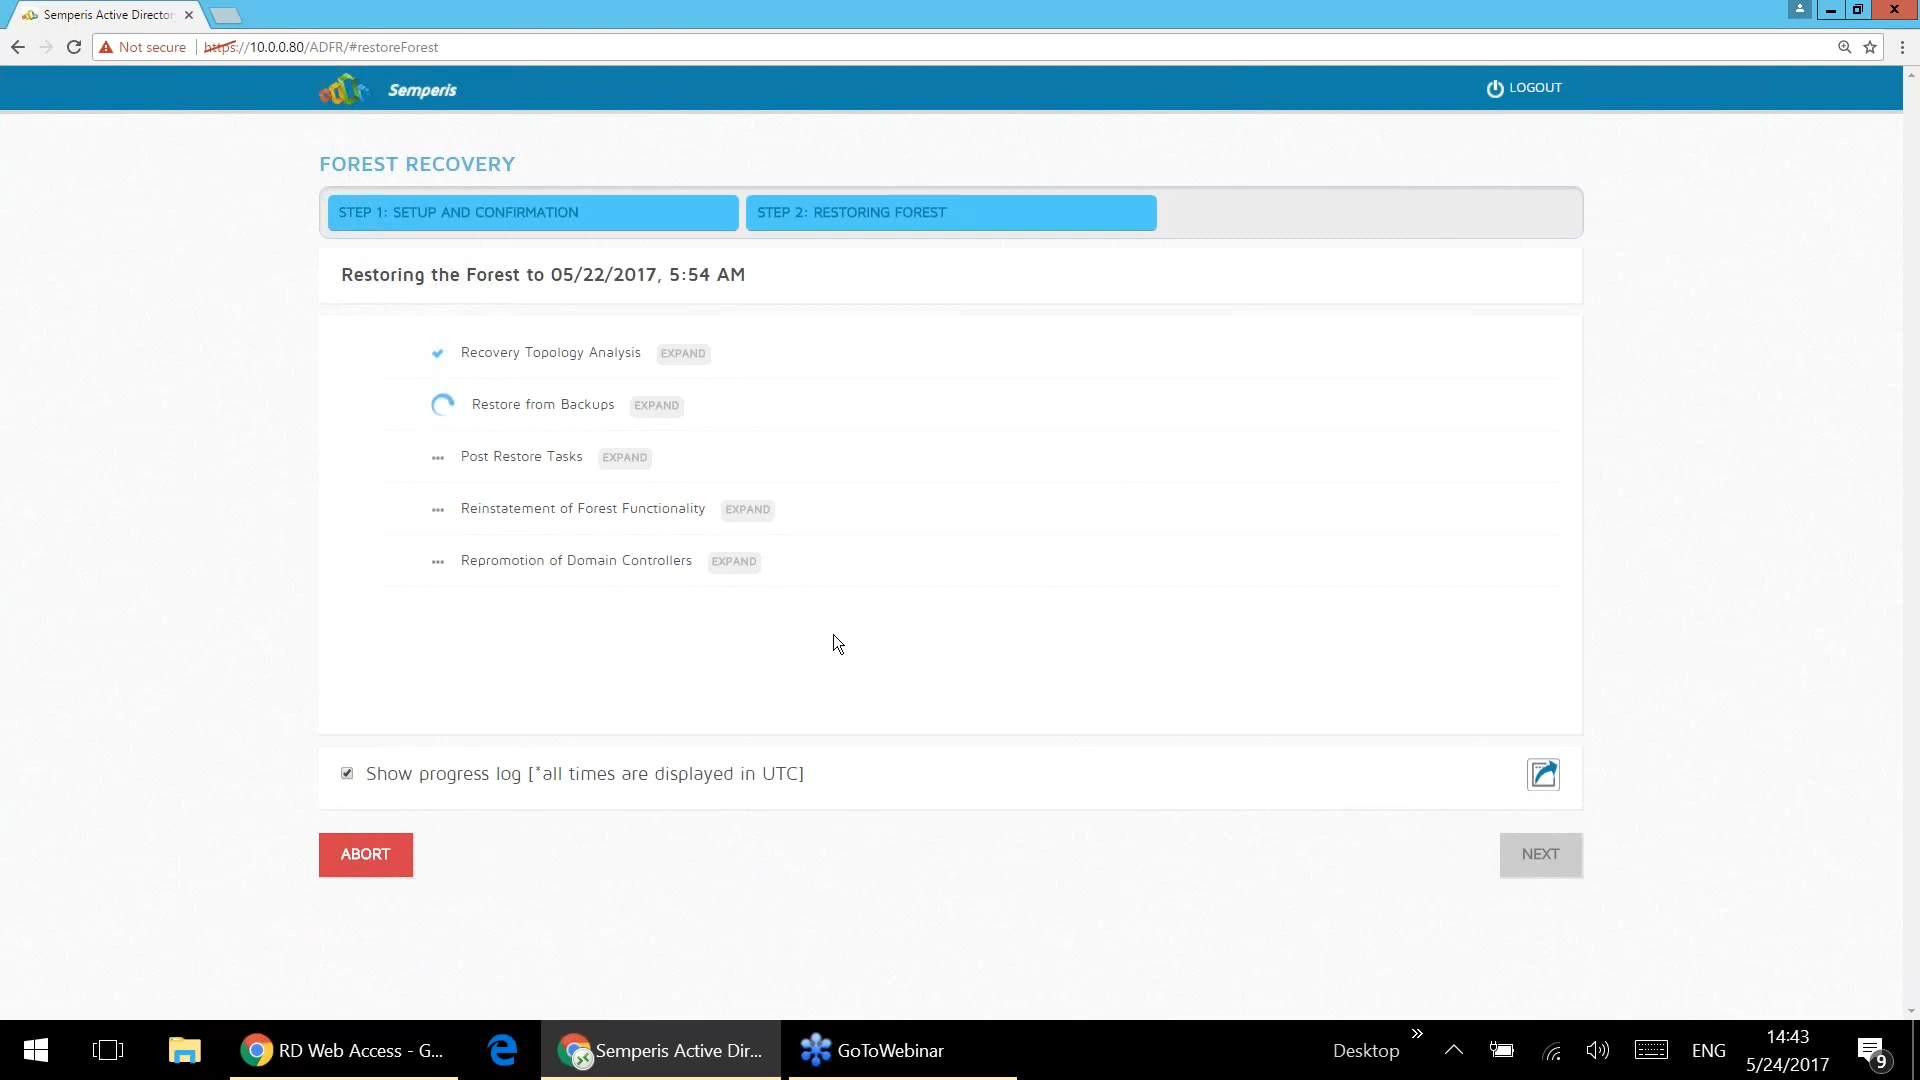 Semperis Active Director
Not secure https://10.0.0.80/ADFR/#restoreForest
Semperis
LOGOUT
FOREST RECOVERY
STEP 1: SETUP AND CONFIRMATION
STEP 2: RESTORING FOREST
Restoring the Forest to 05/22/2017, 5:54 AM
Recovery Topology Analysis EXPAND
Restore from Backups EXPAND
Post Restore Tasks EXPAND
Reinstatement of Forest Functionality EXPAND
Repromotion of Domain Controllers EXPAND
Show progress log [*all times are displayed in UTC]
ABORT
NEXT
RD Web Access - G...
Semperis Active Dir...
GoToWebinar
Desktop
ENG
14:43
5/24/2017
9